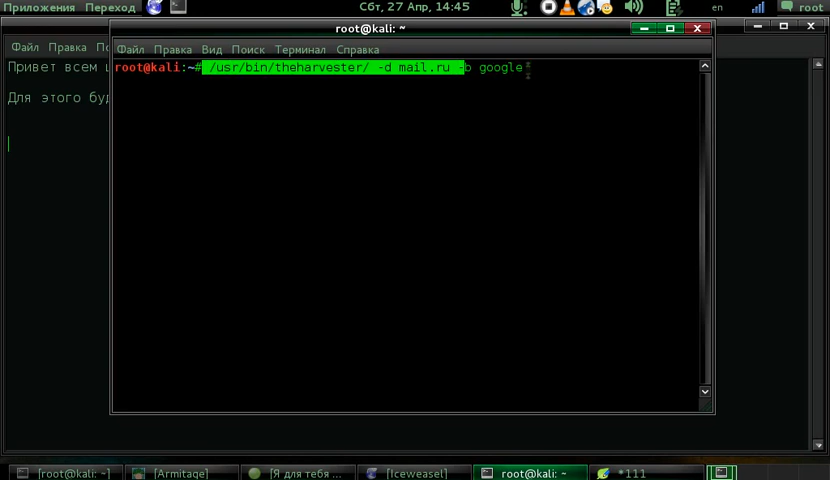 Приложения Переход Сбт, 27 Апр, 14:45 en root
root@kali: ~
Файл Правка
Файл Правка Вид Поиск Терминал Справка
Привет всем
root@kali:~# /usr/bin/theharvester/ -d mail.ru -b google
Для этого
[root@kali: ~] [Armitage] [Я для тебя ... [Iceweasel] root@kali: ~ *111